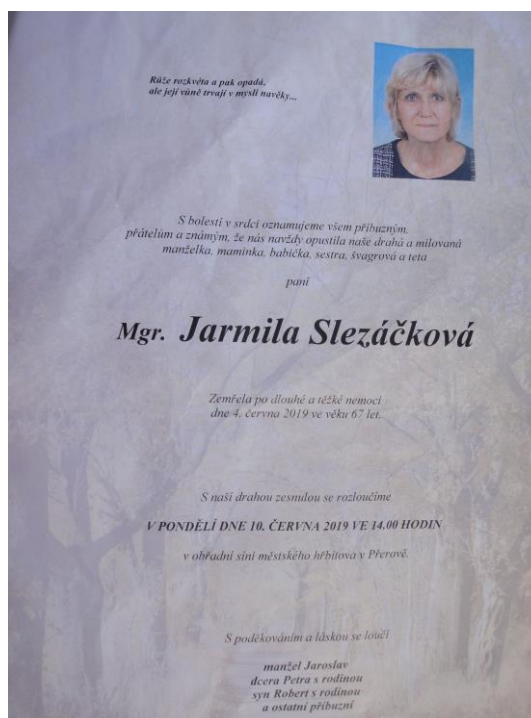 Růže rozkvéta a pak opadá,
ale její vůně trvají v mysli navěky...
S bolestí v srdci oznamujeme všem příbuzným,
přátelům a známým, že nás navždy opustila naše drahá a milovaná
manželka, maminka, babička, sestra, švagrová a teta
paní
Mgr. Jarmila Slezáčková
Zemřela po dlouhé a těžké nemoci
dne 4. června 2019 ve věku 67 let.
S naší drahou zesnulou se rozloučíme
V PONDĚLÍ DNE 10. ČERVNA 2019 VE 14.00 HODIN
v obřadní síni městského hřbitova v Přerově.
S poděkováním a láskou se loučí
manžel Jaroslav
dcera Petra s rodinou
syn Robert s rodinou
a ostatní příbuzní